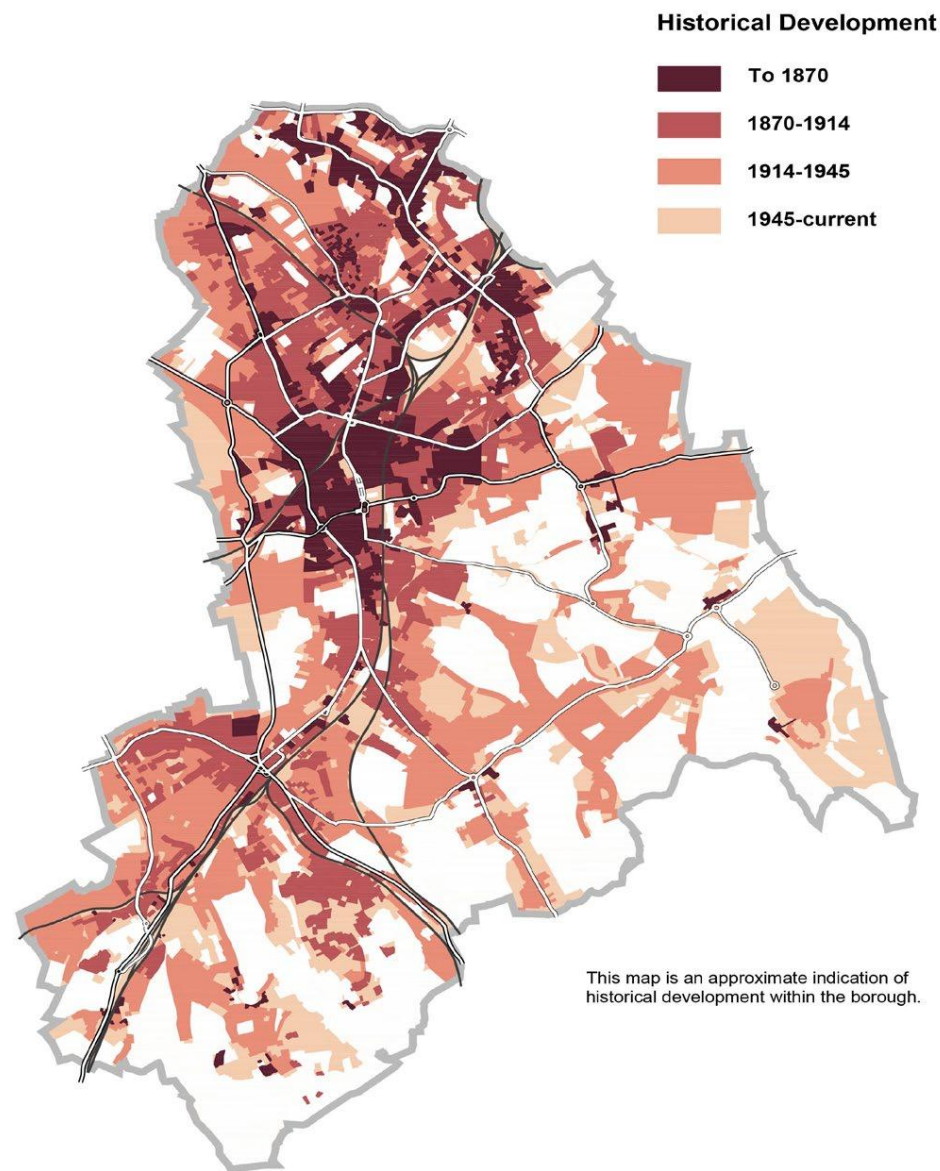 Historical Development
To 1870
1870-1914
1914-1945
1945-current
This map is an approximate indication of
historical development within the borough.